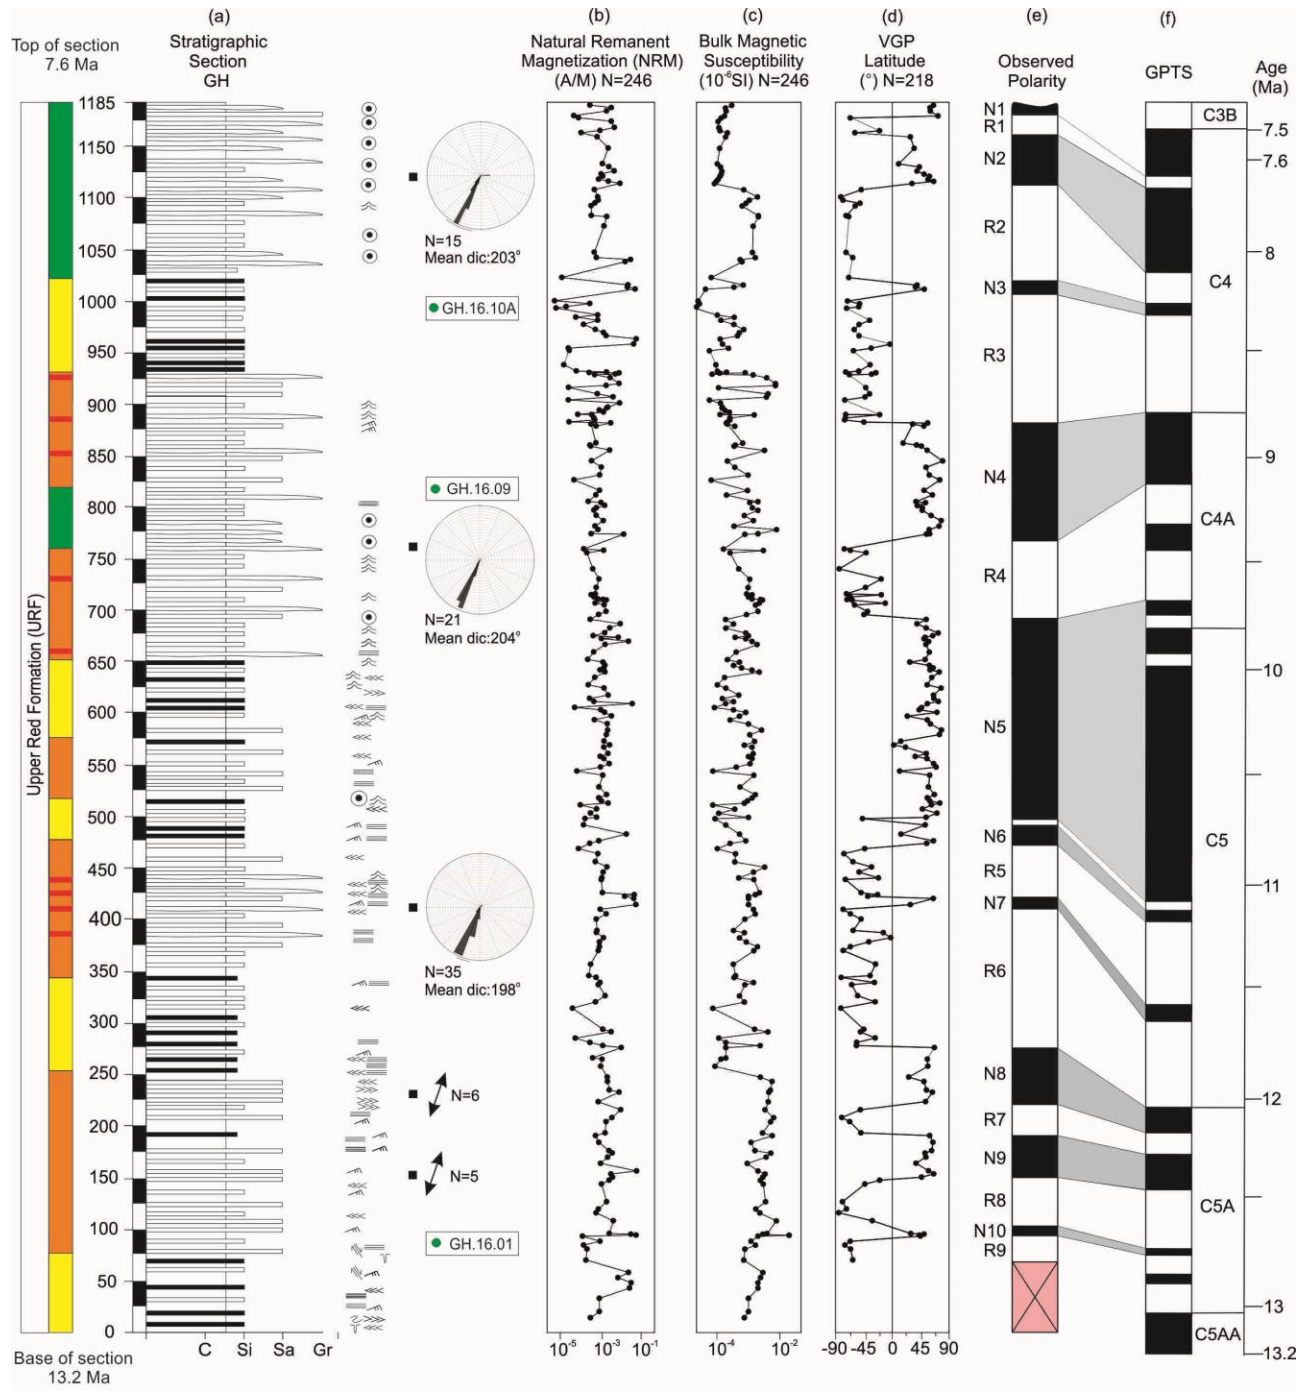 (a)
(b)
(c)
(d)
(e)
(f)
Top of section
7.6 Ma
Stratigraphic
Section
GH
Natural Remanent
Magnetization (NRM)
(A/M) N=246
Bulk Magnetic
Susceptibility
(10⁻⁶SI) N=246
VGP
Latitude
(°) N=218
Observed
Polarity
GPTS
Age
(Ma)
Upper Red Formation (URF)
1185
1150
1100
1050
1000
950
900
850
800
750
700
650
600
550
500
450
400
350
300
250
200
150
100
50
0
C
Si
Sa
Gr
Base of section
13.2 Ma
N=15
Mean dic:203°
GH.16.10A
GH.16.09
N=21
Mean dic:204°
N=35
Mean dic:198°
N=6
N=5
GH.16.01
10⁻⁵
10⁻³
10⁻¹
10⁻⁴
10⁻²
-90
-45
0
45
90
N1
R1
N2
R2
N3
R3
N4
R4
N5
N6
R5
N7
R6
N8
R7
N9
R8
N10
R9
C3B
C4
C4A
C5
C5A
C5AA
7.5
7.6
8
9
10
11
12
13
13.2